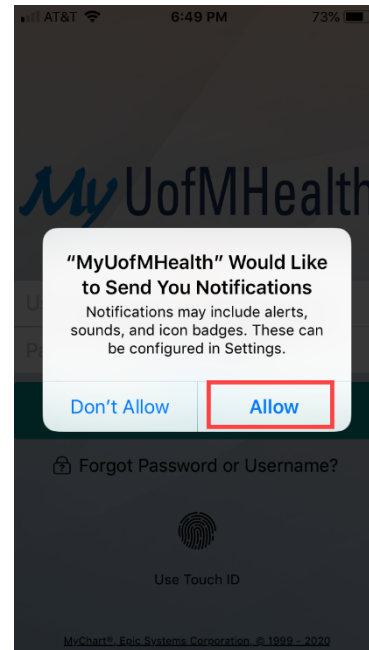 AT&T 6:49 PM 73%
My UofMHealth
“MyUofMHealth” Would Like
to Send You Notifications
Notifications may include alerts,
sounds, and icon badges. These can
be configured in Settings.
Don’t Allow Allow
Forgot Password or Username?
Use Touch ID
MyChart®, Epic Systems Corporation, © 1999 - 2020